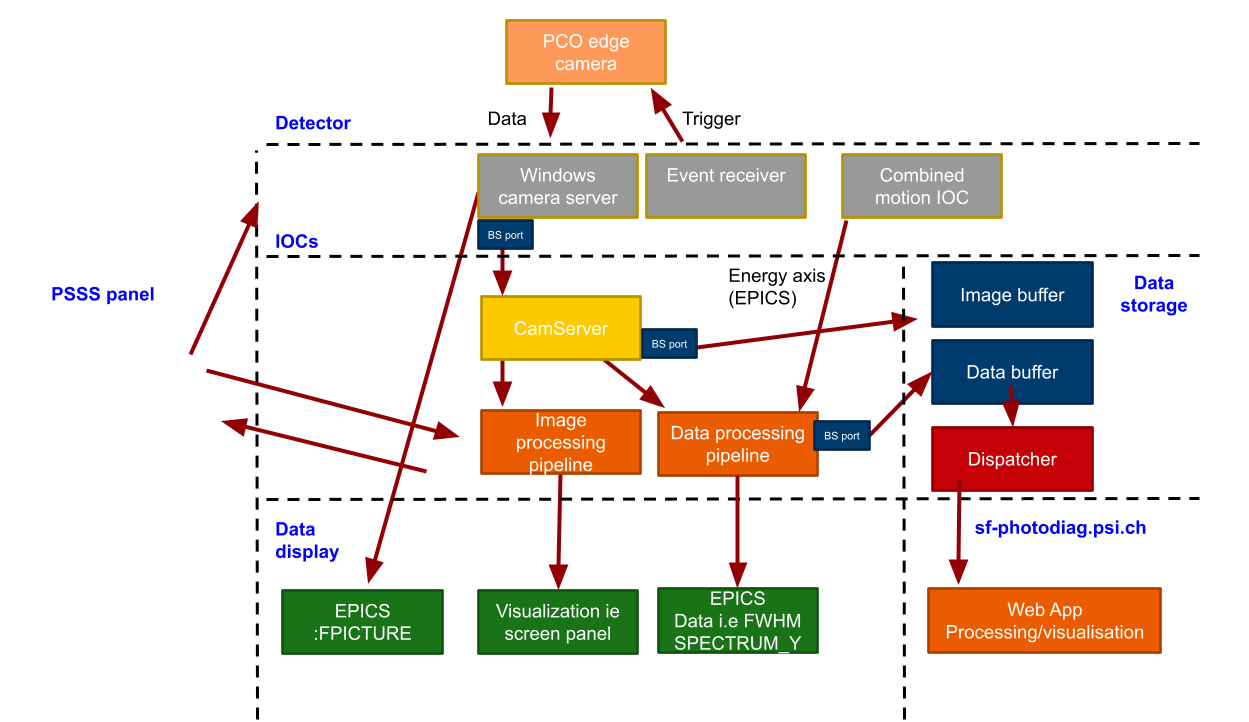 PCO edge
camera
Data
Trigger
Detector
Windows
camera server
Event receiver
Combined
motion IOC
BS port
IOCs
PSSS panel
Energy axis
(EPICS)
Image buffer
Data
storage
CamServer
BS port
Data buffer
Image
processing
pipeline
Data processing
pipeline
BS port
Dispatcher
Data
display
sf-photodiag.psi.ch
EPICS
:FPICTURE
Visualization ie
screen panel
EPICS
Data i.e FWHM
SPECTRUM_Y
Web App
Processing/visualisation